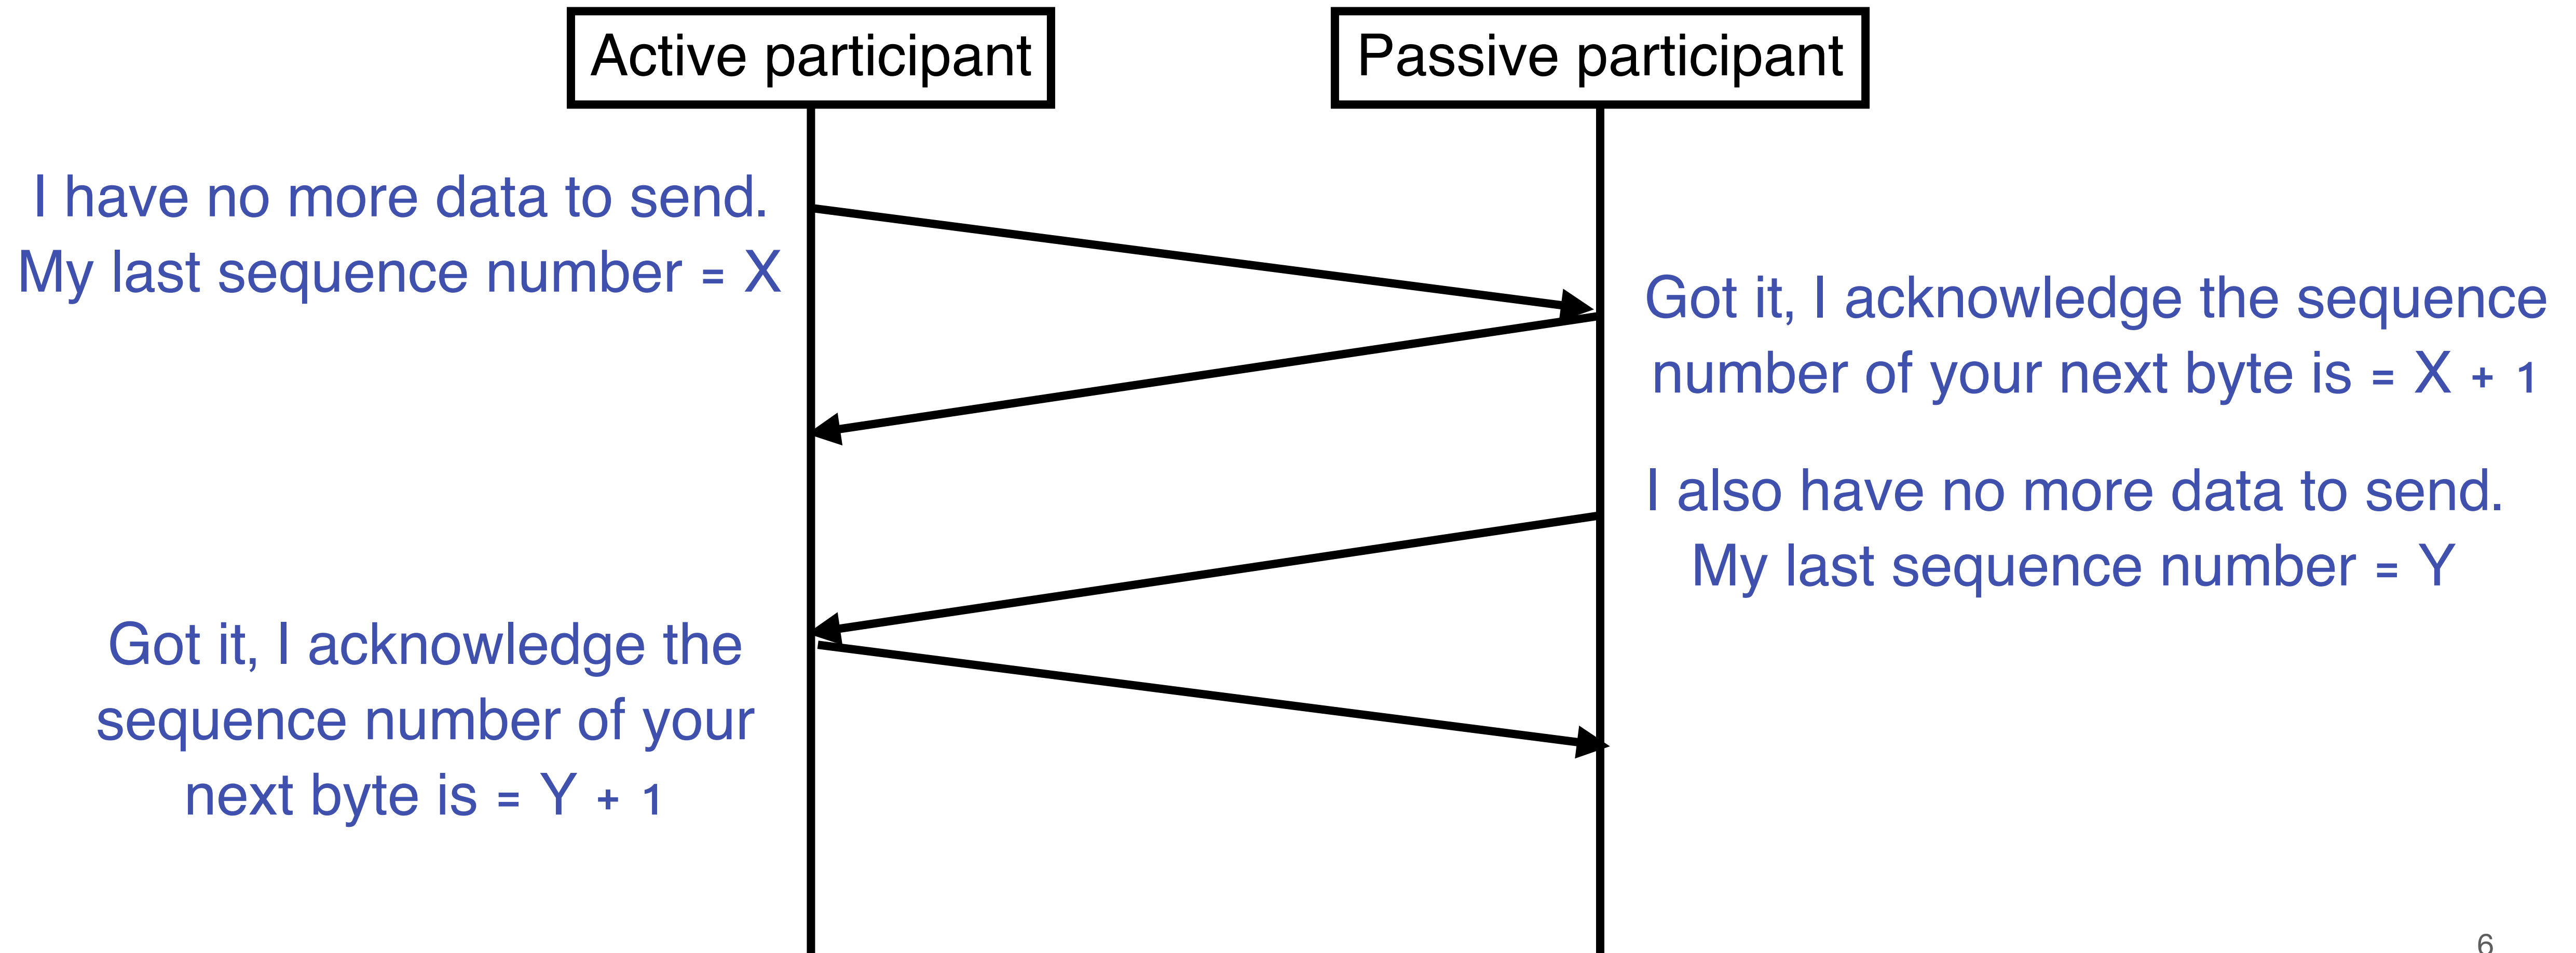 Active participant
Passive participant
I have no more data to send.
My last sequence number = X
Got it, I acknowledge the sequence
number of your next byte is = X + 1
I also have no more data to send.
My last sequence number = Y
Got it, I acknowledge the
sequence number of your
next byte is = Y + 1
6